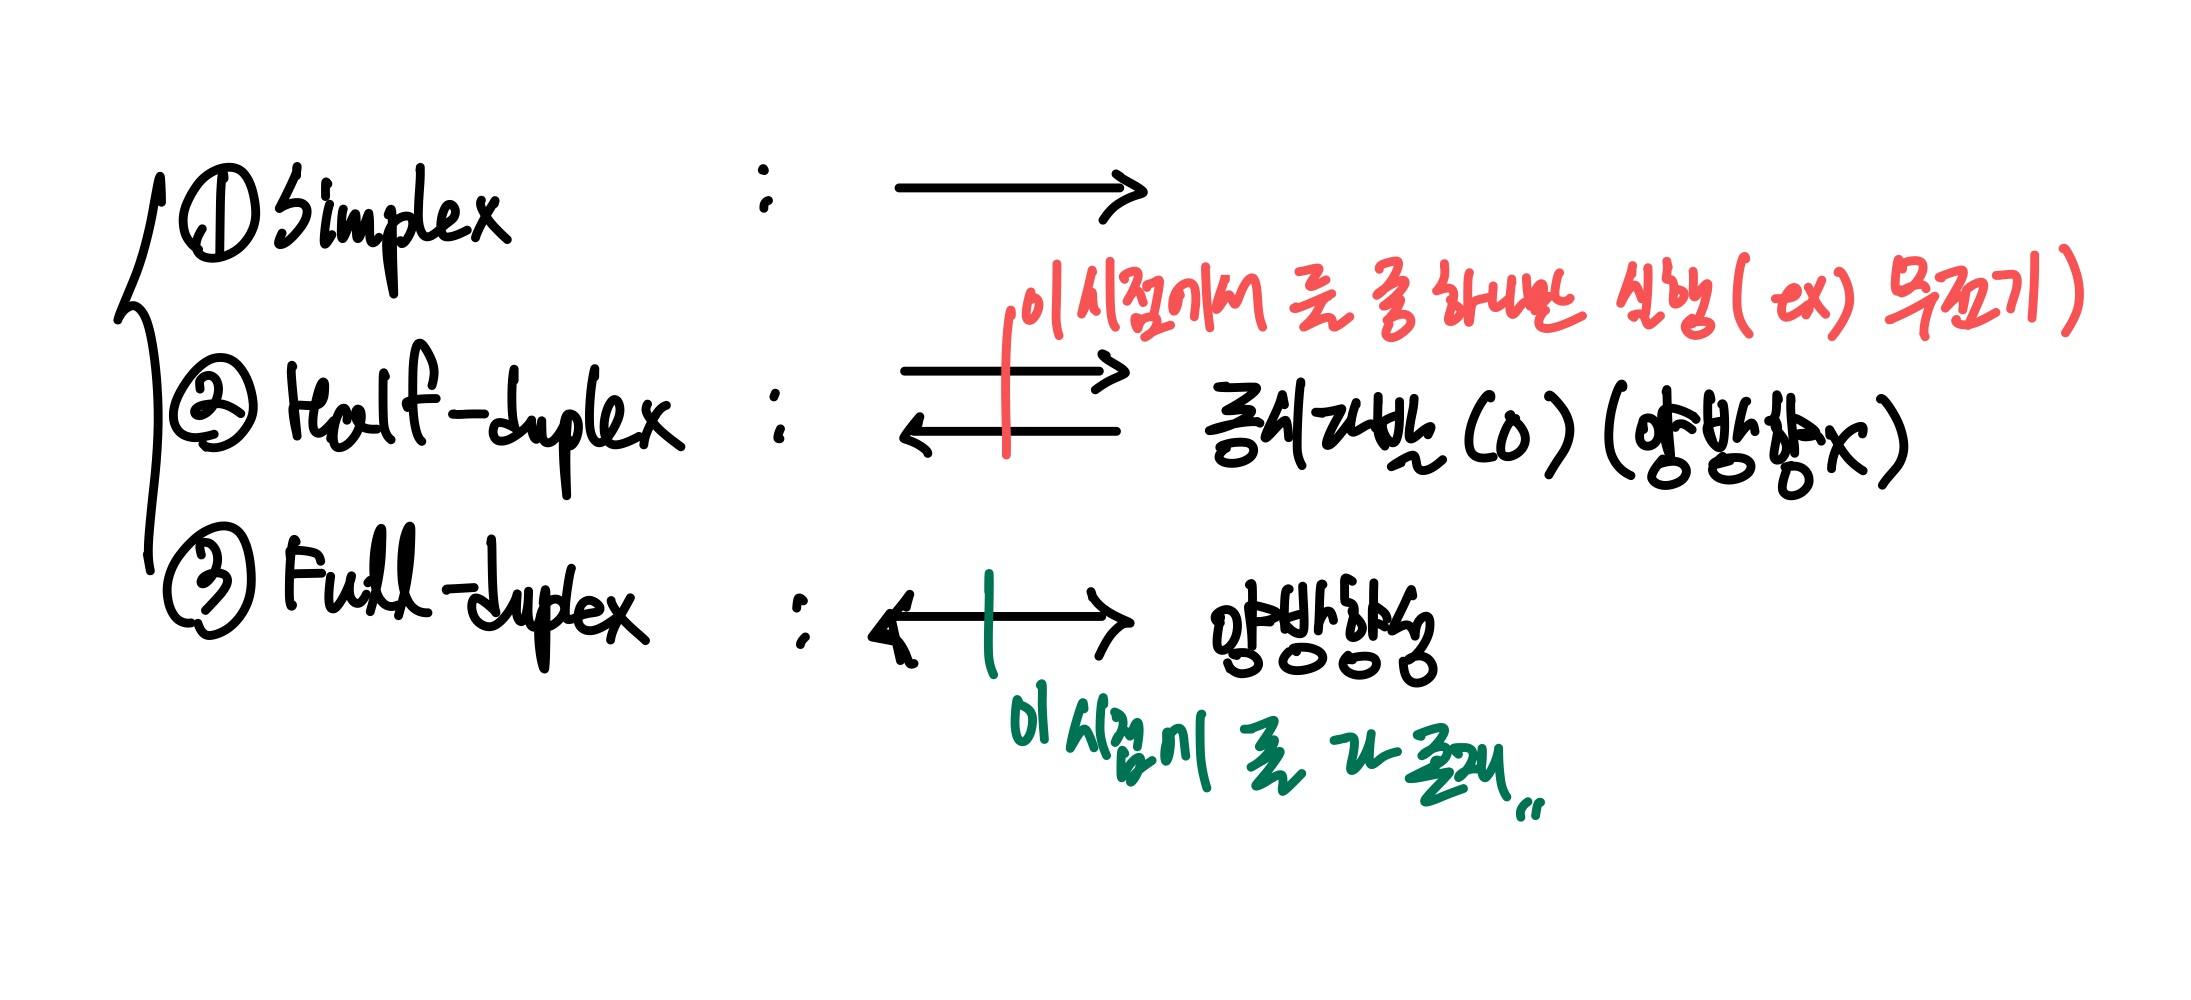 ① Simplex :
이 시점에서 둘 중 하나만 실행 (ex) 무전기)
② Half-duplex : 동시개발 (O) (양방향X)
③ Full-duplex : 양방향성
이 시점에 둘 다 존재